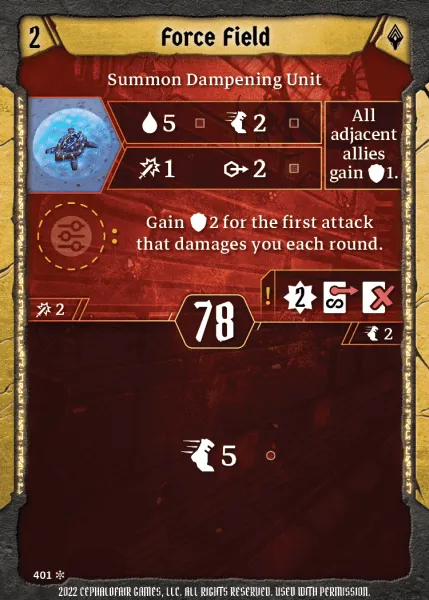 2
Force Field
Summon Dampening Unit
5 2
1 2
All
adjacent
allies
gain 1.
Gain 2 for the first attack
that damages you each round.
! 2
2
78
2
5
401
2022 CEPHALOFAIR GAMES, LLC. ALL RIGHTS RESERVED. USED WITH PERMISSION.